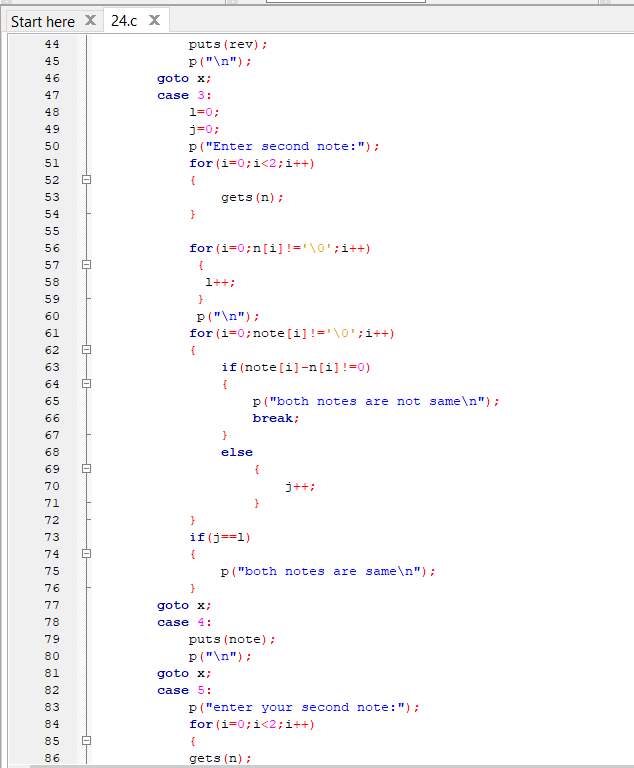 Start here X 24.c X
44 puts(rev);
45 p("\n");
46 goto x;
47 case 3:
48 l=0;
49 j=0;
50 p("Enter second note:");
51 for(i=0;i<2;i++)
52 {
53 gets(n);
54 }
55
56 for(i=0;n[i]!='\0';i++)
57 {
58 l++;
59 }
60 p("\n");
61 for(i=0;note[i]!='\0';i++)
62 {
63 if(note[i]-n[i]!=0)
64 {
65 p("both notes are not same\n");
66 break;
67 }
68 else
69 {
70 j++;
71 }
72 }
73 if(j==l)
74 {
75 p("both notes are same\n");
76 }
77 goto x;
78 case 4:
79 puts(note);
80 p("\n");
81 goto x;
82 case 5:
83 p("enter your second note:");
84 for(i=0;i<2;i++)
85 {
86 gets(n);